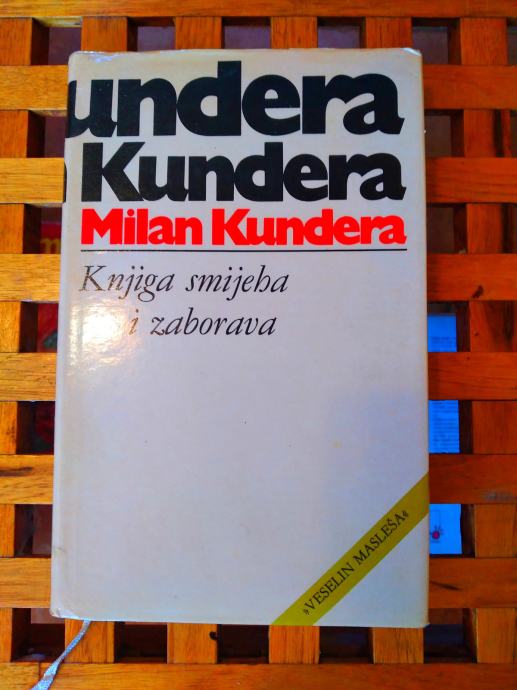 undera
Kundera
Milan Kundera
Knjiga smijeha
i zaborava
»VESELIN MASLEŠA«